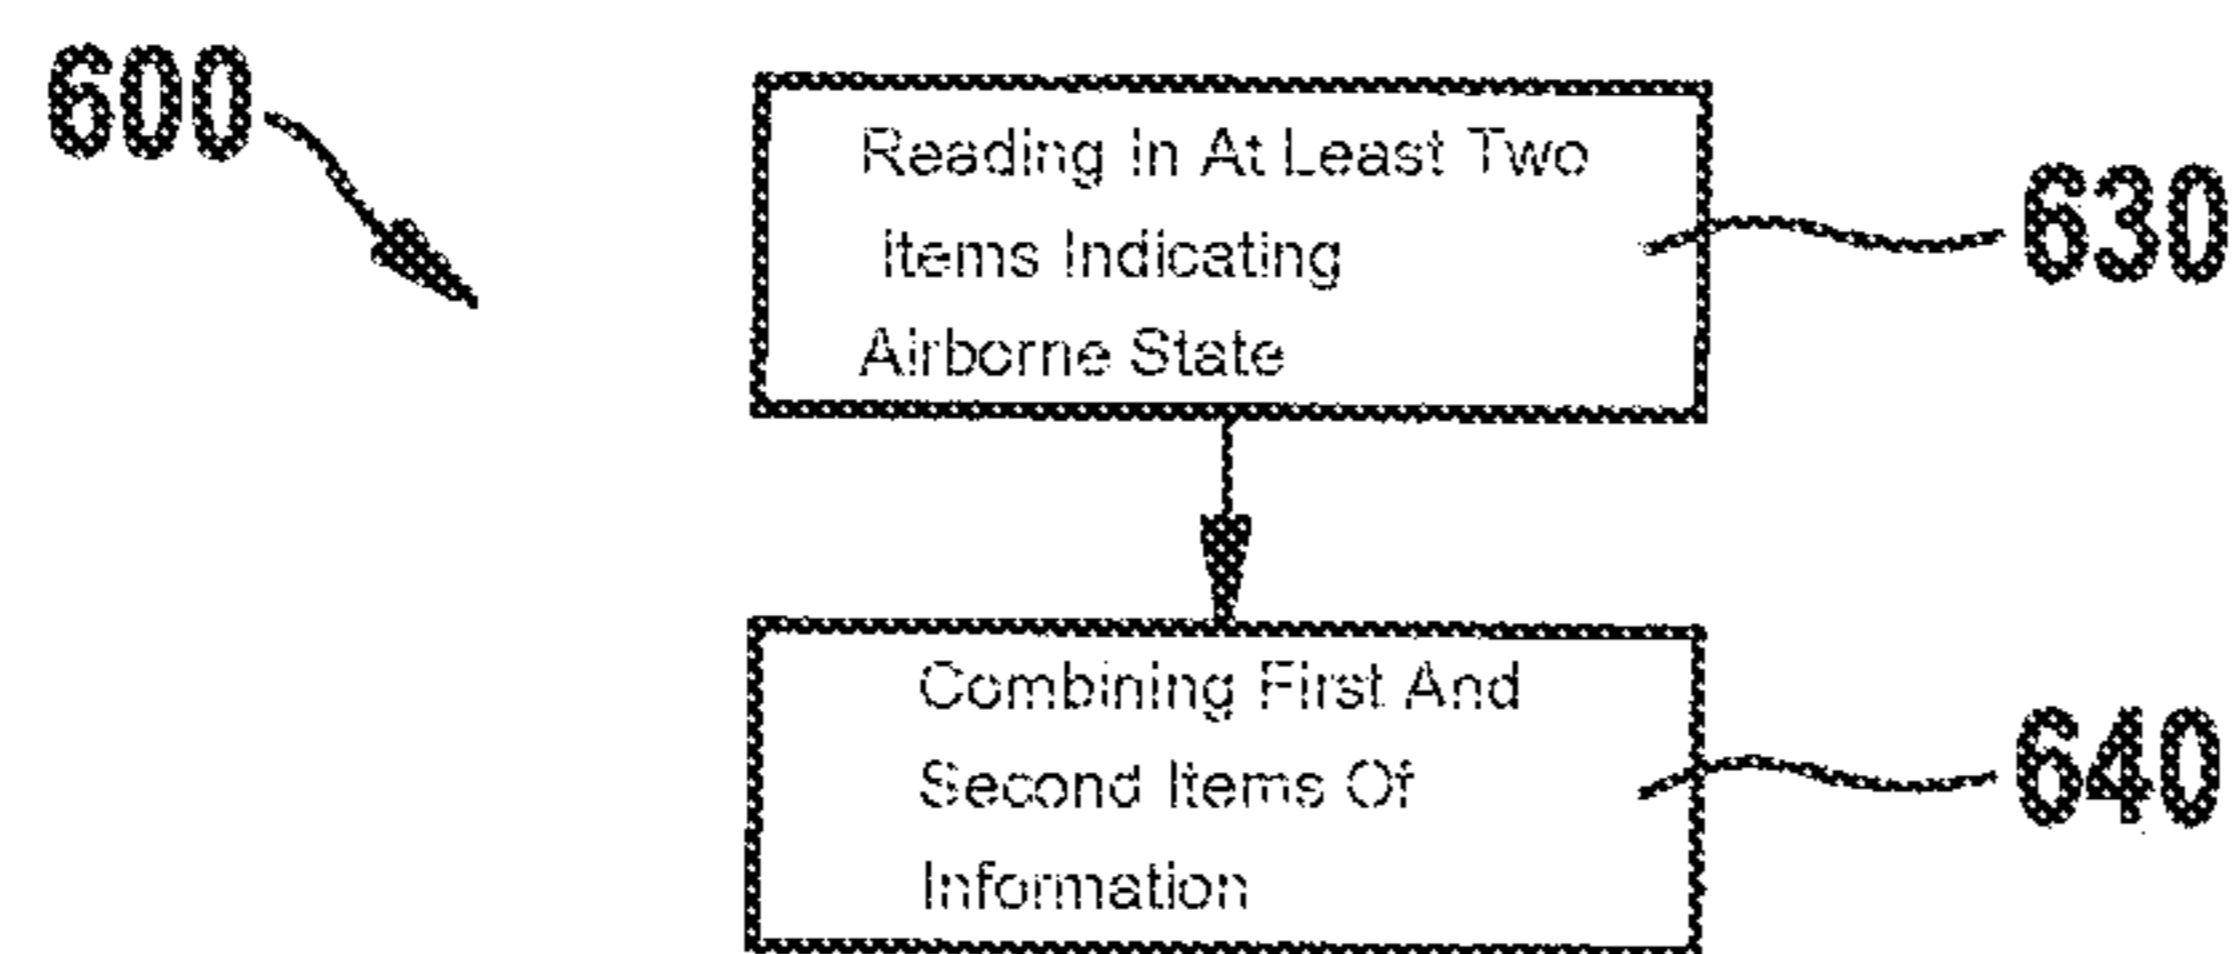 600
Reading In At Least Two
Items Indicating
Airborne State
630
Combining First And
Second Items Of
Information
640